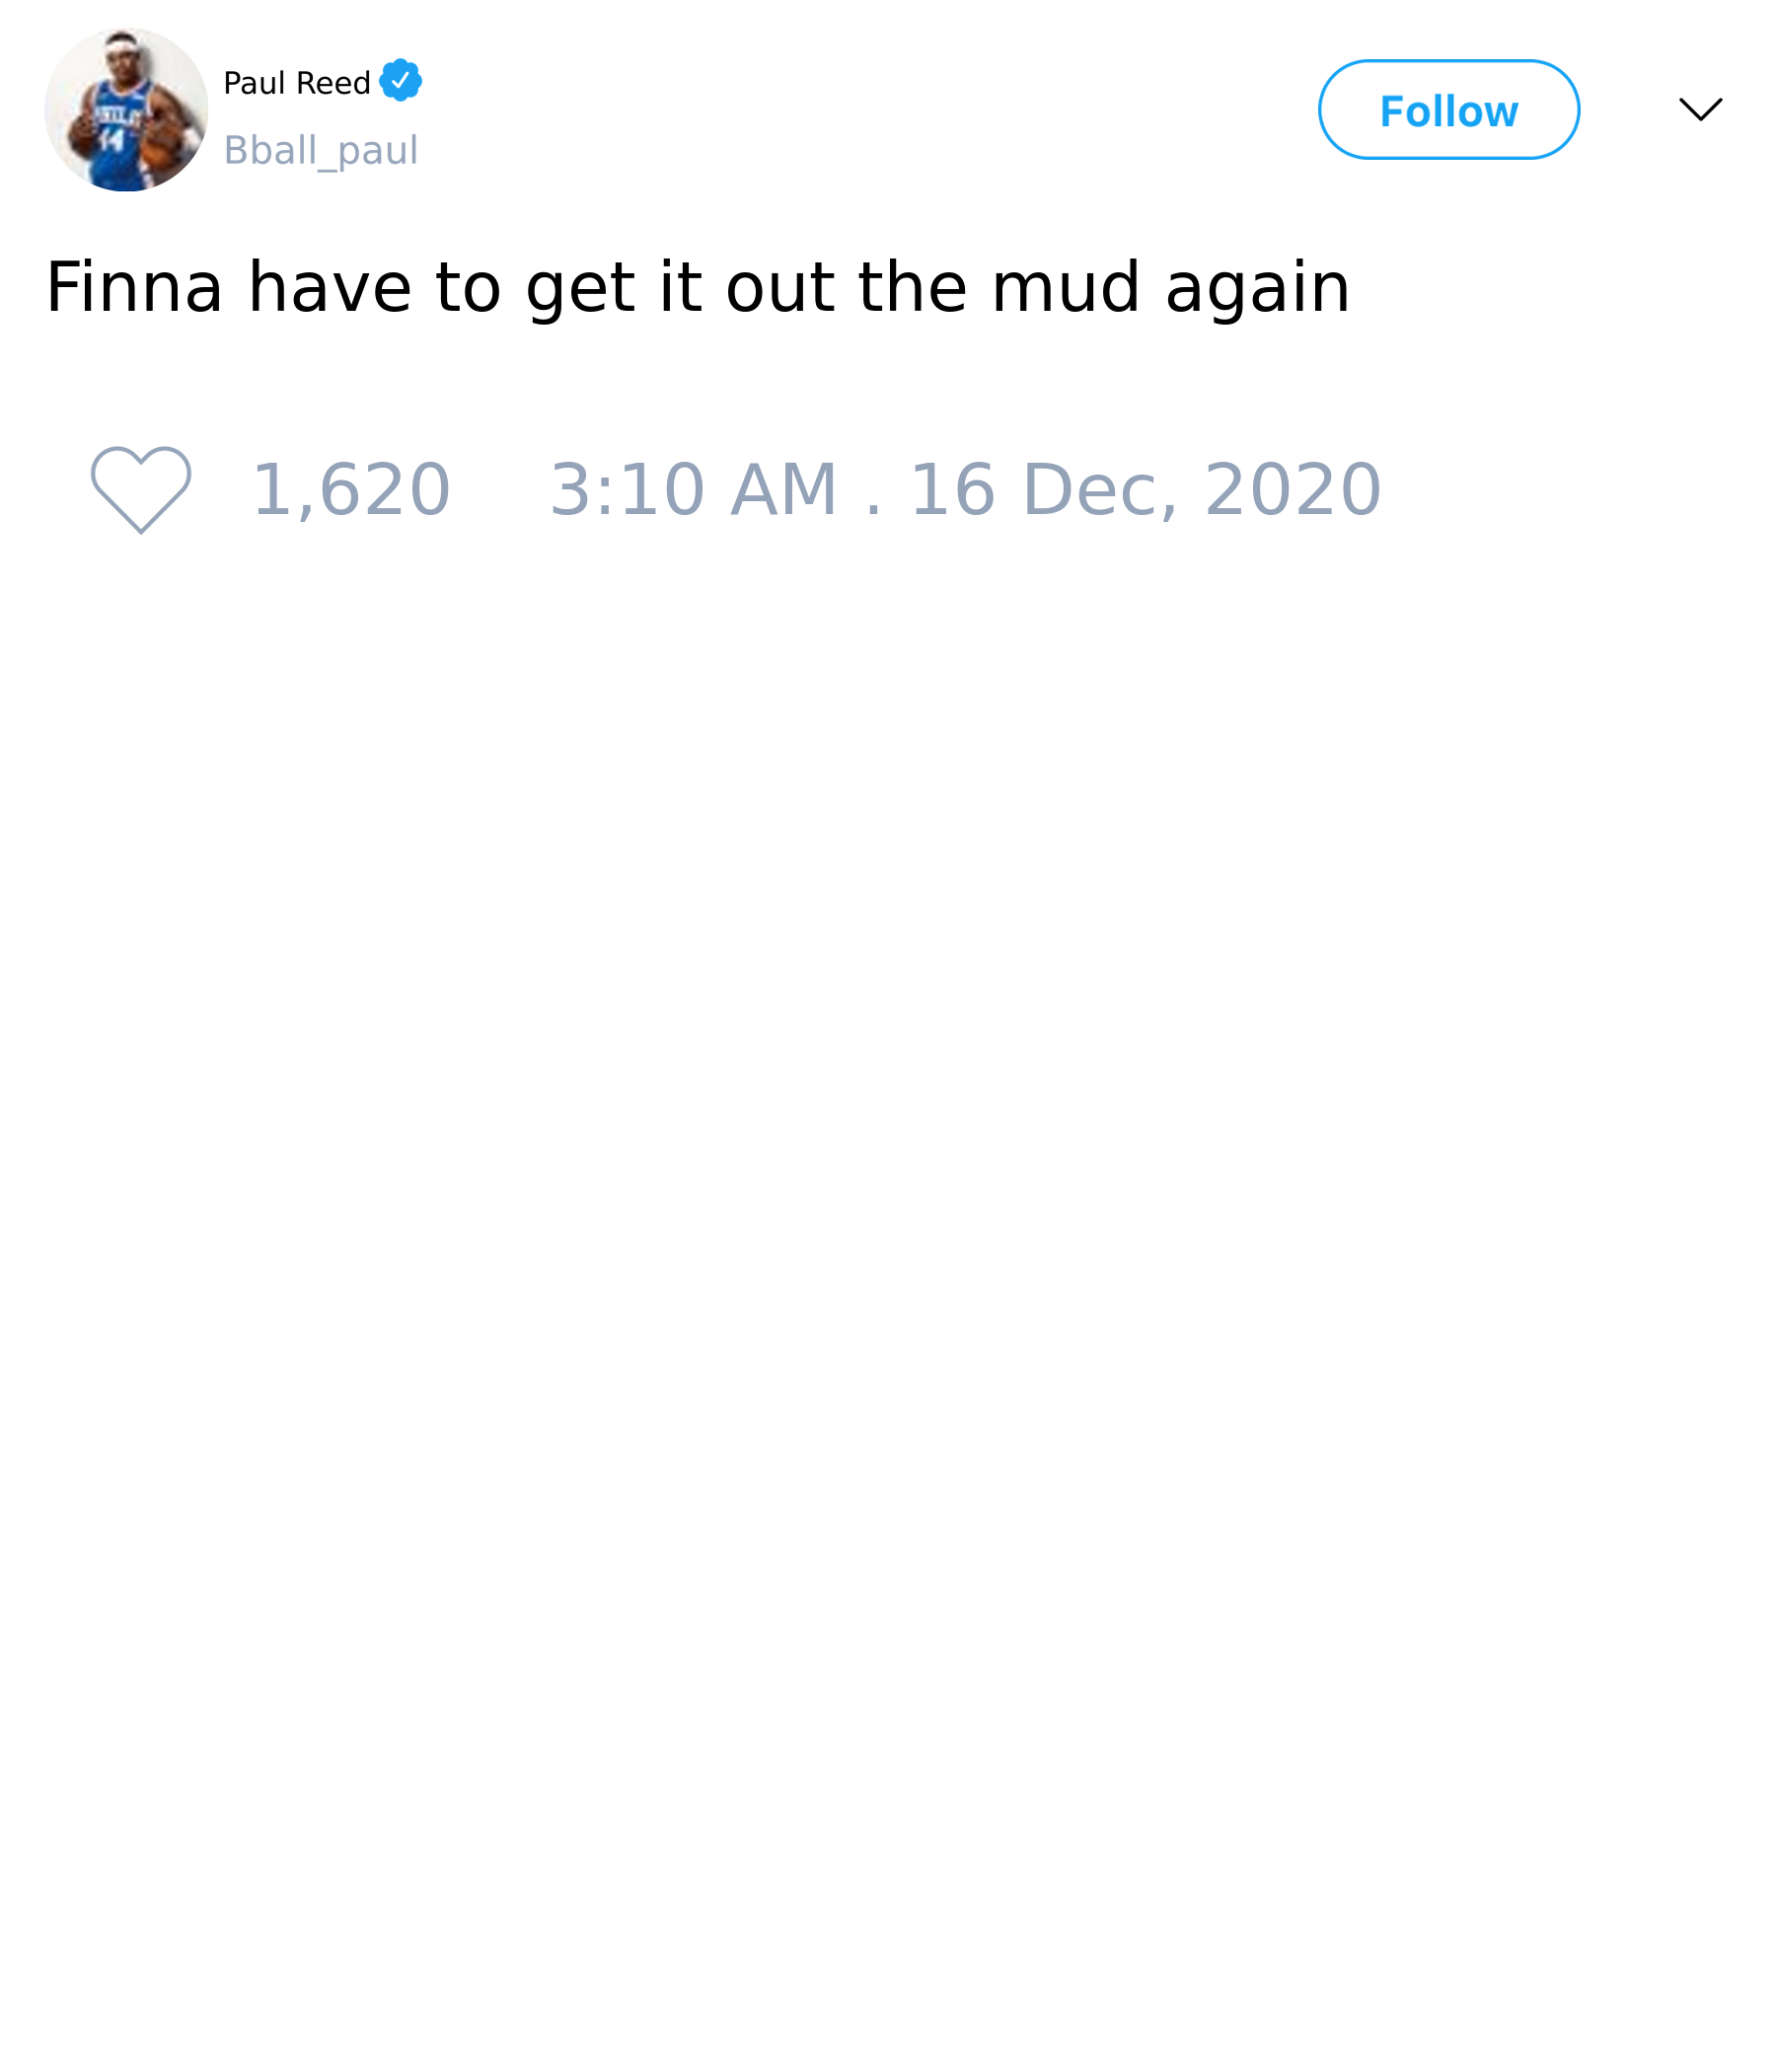 Paul Reed
Bball_paul
Follow
Finna have to get it out the mud again
1,620 3:10 AM . 16 Dec, 2020